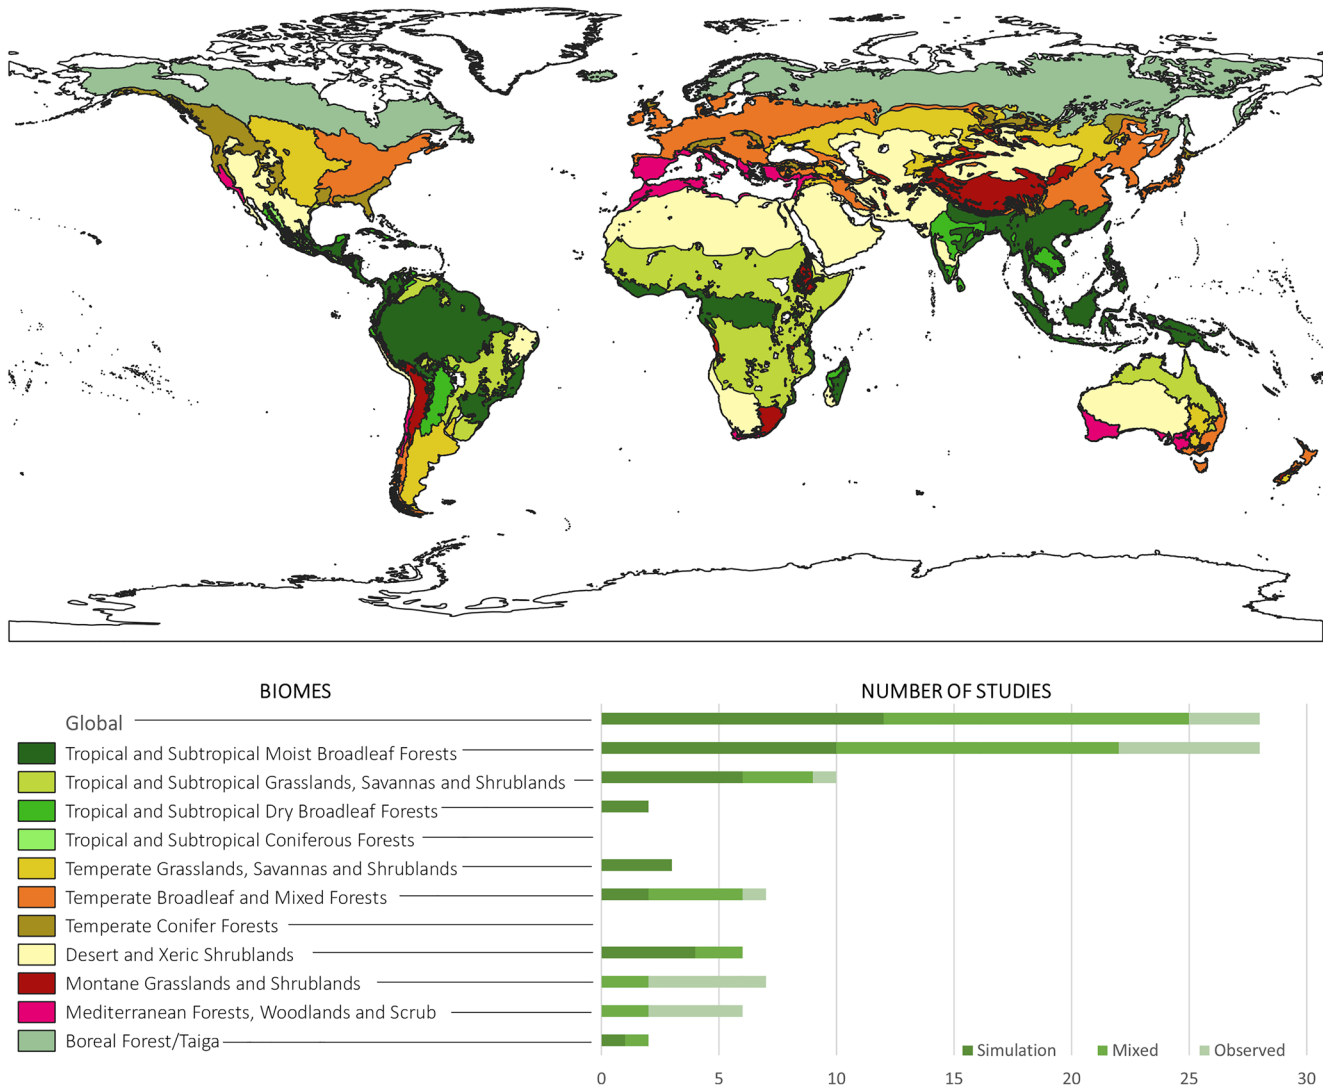 BIOMES
NUMBER OF STUDIES
Global
Tropical and Subtropical Moist Broadleaf Forests
Tropical and Subtropical Grasslands, Savannas and Shrublands
Tropical and Subtropical Dry Broadleaf Forests
Tropical and Subtropical Coniferous Forests
Temperate Grasslands, Savannas and Shrublands
Temperate Broadleaf and Mixed Forests
Temperate Conifer Forests
Desert and Xeric Shrublands
Montane Grasslands and Shrublands
Mediterranean Forests, Woodlands and Scrub
Boreal Forest/Taiga
Simulation Mixed Observed
0 5 10 15 20 25 30